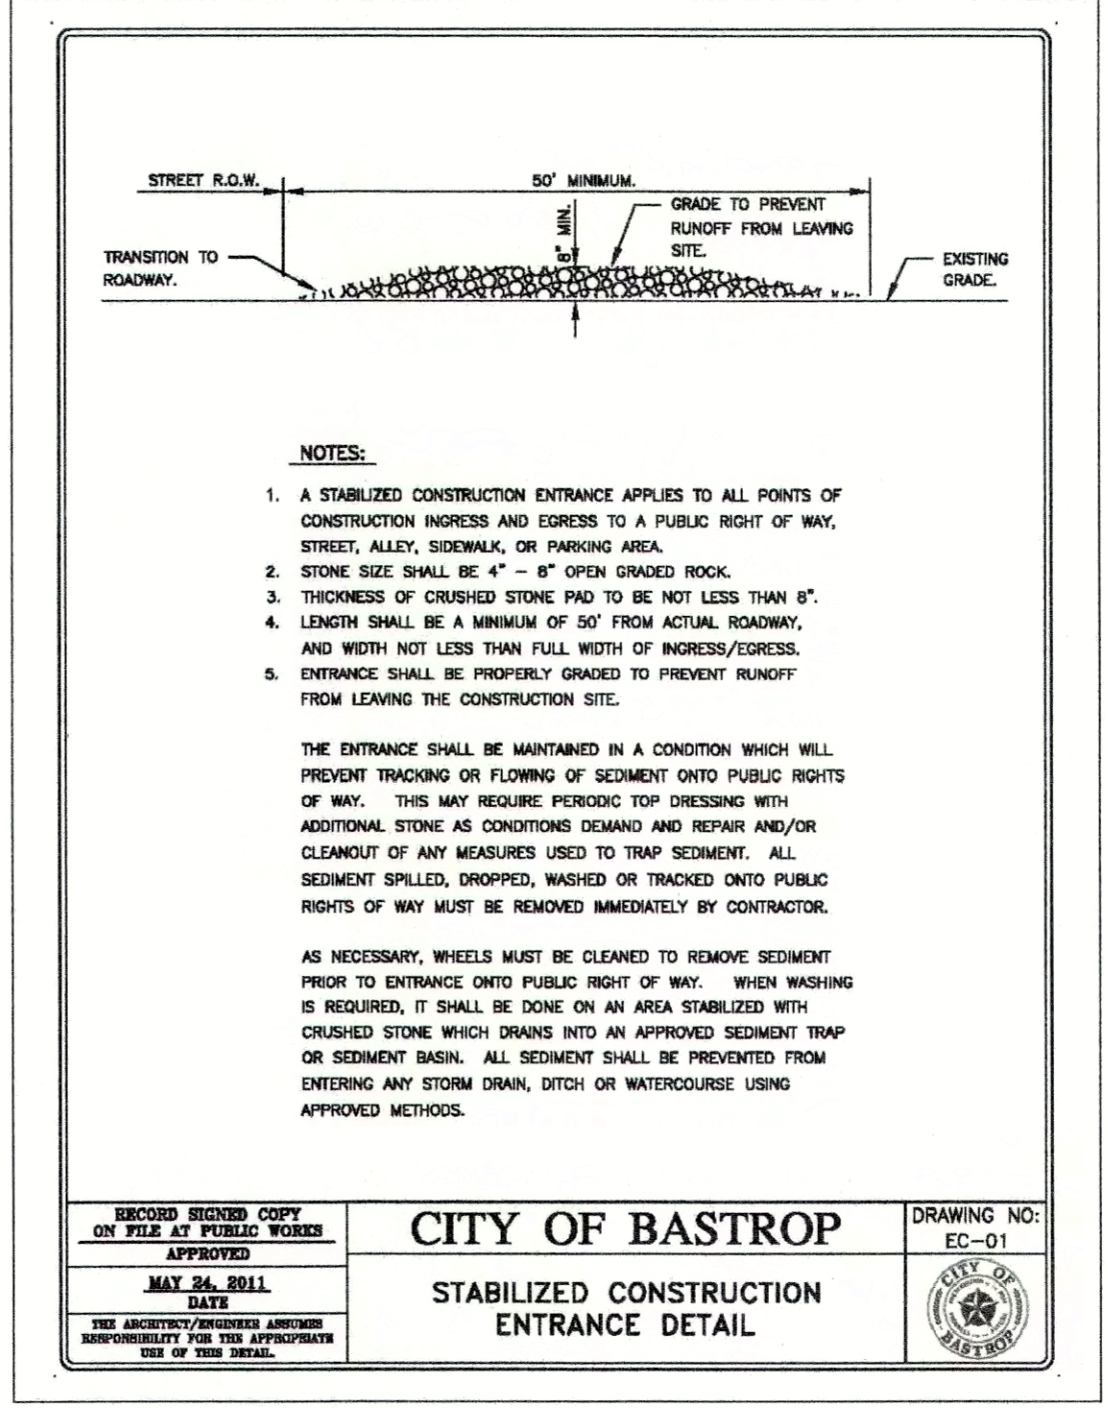 STREET R.O.W.
50' MINIMUM.
8" MIN.
GRADE TO PREVENT
RUNOFF FROM LEAVING
SITE.
TRANSITION TO
ROADWAY.
EXISTING
GRADE.
NOTES:
1. A STABILIZED CONSTRUCTION ENTRANCE APPLIES TO ALL POINTS OF
CONSTRUCTION INGRESS AND EGRESS TO A PUBLIC RIGHT OF WAY,
STREET, ALLEY, SIDEWALK, OR PARKING AREA.
2. STONE SIZE SHALL BE 4" – 8" OPEN GRADED ROCK.
3. THICKNESS OF CRUSHED STONE PAD TO BE NOT LESS THAN 8".
4. LENGTH SHALL BE A MINIMUM OF 50' FROM ACTUAL ROADWAY,
AND WIDTH NOT LESS THAN FULL WIDTH OF INGRESS/EGRESS.
5. ENTRANCE SHALL BE PROPERLY GRADED TO PREVENT RUNOFF
FROM LEAVING THE CONSTRUCTION SITE.
THE ENTRANCE SHALL BE MAINTAINED IN A CONDITION WHICH WILL
PREVENT TRACKING OR FLOWING OF SEDIMENT ONTO PUBLIC RIGHTS
OF WAY. THIS MAY REQUIRE PERIODIC TOP DRESSING WITH
ADDITIONAL STONE AS CONDITIONS DEMAND AND REPAIR AND/OR
CLEANOUT OF ANY MEASURES USED TO TRAP SEDIMENT. ALL
SEDIMENT SPILLED, DROPPED, WASHED OR TRACKED ONTO PUBLIC
RIGHTS OF WAY MUST BE REMOVED IMMEDIATELY BY CONTRACTOR.
AS NECESSARY, WHEELS MUST BE CLEANED TO REMOVE SEDIMENT
PRIOR TO ENTRANCE ONTO PUBLIC RIGHT OF WAY. WHEN WASHING
IS REQUIRED, IT SHALL BE DONE ON AN AREA STABILIZED WITH
CRUSHED STONE WHICH DRAINS INTO AN APPROVED SEDIMENT TRAP
OR SEDIMENT BASIN. ALL SEDIMENT SHALL BE PREVENTED FROM
ENTERING ANY STORM DRAIN, DITCH OR WATERCOURSE USING
APPROVED METHODS.
RECORD SIGNED COPY
ON FILE AT PUBLIC WORKS
APPROVED
MAY 24, 2011
DATE
THE ARCHITECT/ENGINEER ASSUMES
RESPONSIBILITY FOR THE APPROPRIATE
USE OF THIS DETAIL.
CITY OF BASTROP
STABILIZED CONSTRUCTION
ENTRANCE DETAIL
DRAWING NO:
EC–01
CITY OF
BASTROP